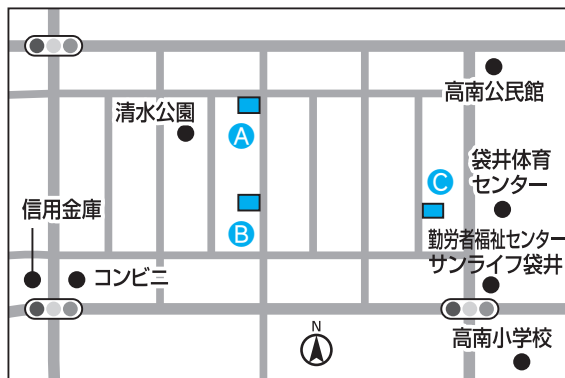 高南公民館
清水公園
A
袋井体育
センター
C
信用金庫
B
勤労者福祉センター
サンライフ袋井
コンビニ
N
高南小学校